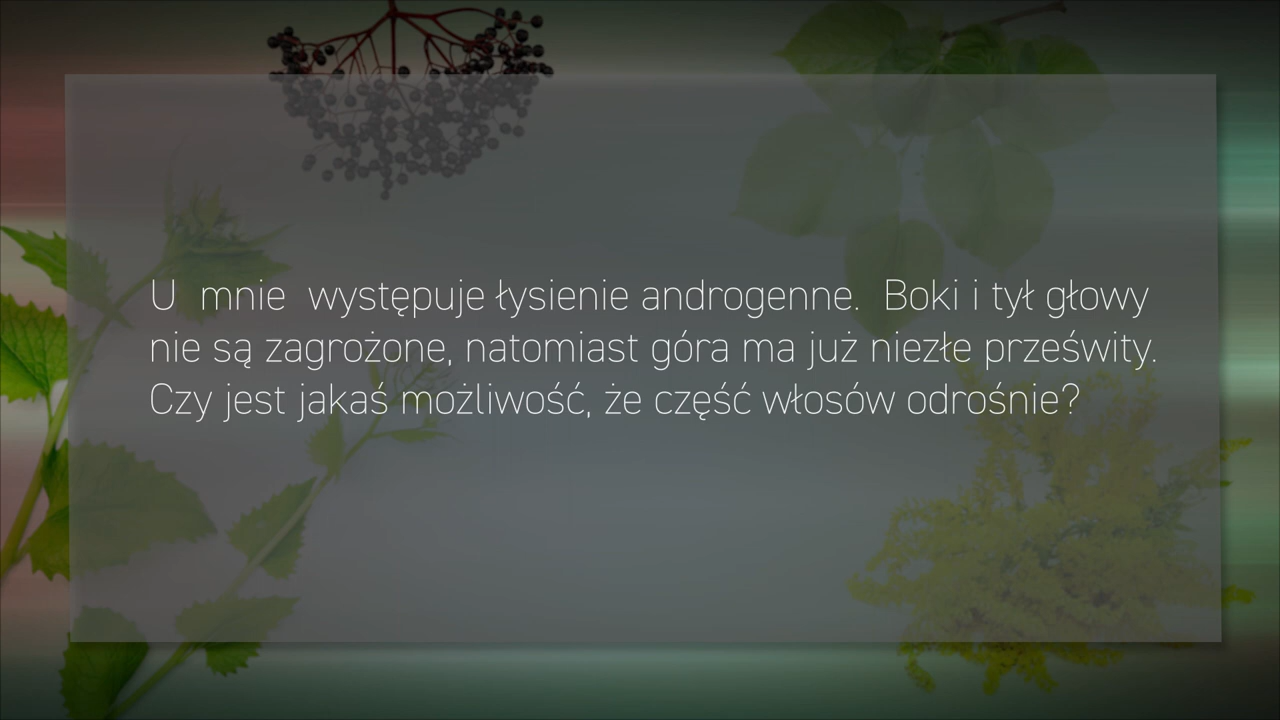 U mnie występuje łysienie androgenne. Boki i tył głowy
nie są zagrożone, natomiast góra ma już niezłe prześwity.
Czy jest jakaś możliwość, że część włosów odrośnie?